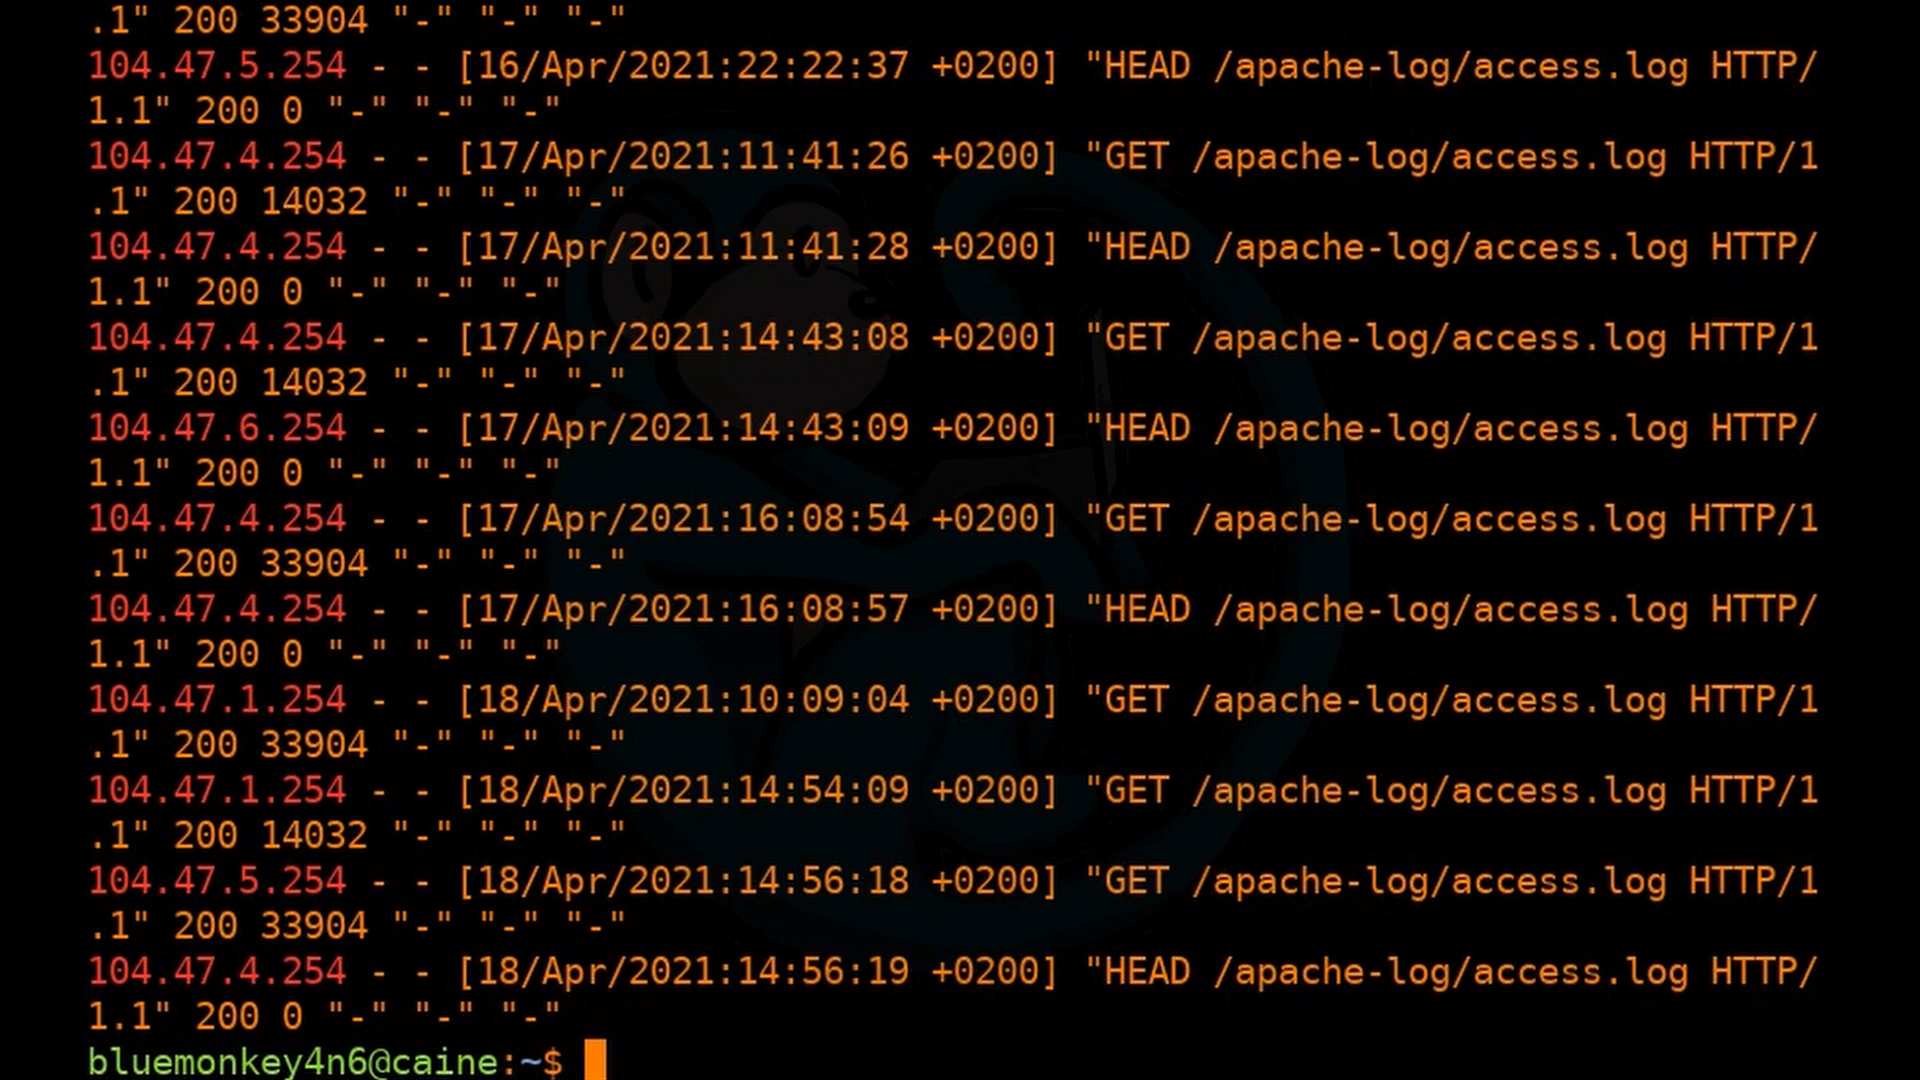 .1" 200 33904 "-" "-" "-"
104.47.5.254 - - [16/Apr/2021:22:22:37 +0200] "HEAD /apache-log/access.log HTTP/
1.1" 200 0 "-" "-" "-"
104.47.4.254 - - [17/Apr/2021:11:41:26 +0200] "GET /apache-log/access.log HTTP/1
.1" 200 14032 "-" "-" "-"
104.47.4.254 - - [17/Apr/2021:11:41:28 +0200] "HEAD /apache-log/access.log HTTP/
1.1" 200 0 "-" "-" "-"
104.47.4.254 - - [17/Apr/2021:14:43:08 +0200] "GET /apache-log/access.log HTTP/1
.1" 200 14032 "-" "-" "-"
104.47.6.254 - - [17/Apr/2021:14:43:09 +0200] "HEAD /apache-log/access.log HTTP/
1.1" 200 0 "-" "-" "-"
104.47.4.254 - - [17/Apr/2021:16:08:54 +0200] "GET /apache-log/access.log HTTP/1
.1" 200 33904 "-" "-" "-"
104.47.4.254 - - [17/Apr/2021:16:08:57 +0200] "HEAD /apache-log/access.log HTTP/
1.1" 200 0 "-" "-" "-"
104.47.1.254 - - [18/Apr/2021:10:09:04 +0200] "GET /apache-log/access.log HTTP/1
.1" 200 33904 "-" "-" "-"
104.47.1.254 - - [18/Apr/2021:14:54:09 +0200] "GET /apache-log/access.log HTTP/1
.1" 200 14032 "-" "-" "-"
104.47.5.254 - - [18/Apr/2021:14:56:18 +0200] "GET /apache-log/access.log HTTP/1
.1" 200 33904 "-" "-" "-"
104.47.4.254 - - [18/Apr/2021:14:56:19 +0200] "HEAD /apache-log/access.log HTTP/
1.1" 200 0 "-" "-" "-"
bluemonkey4n6@caine:~$